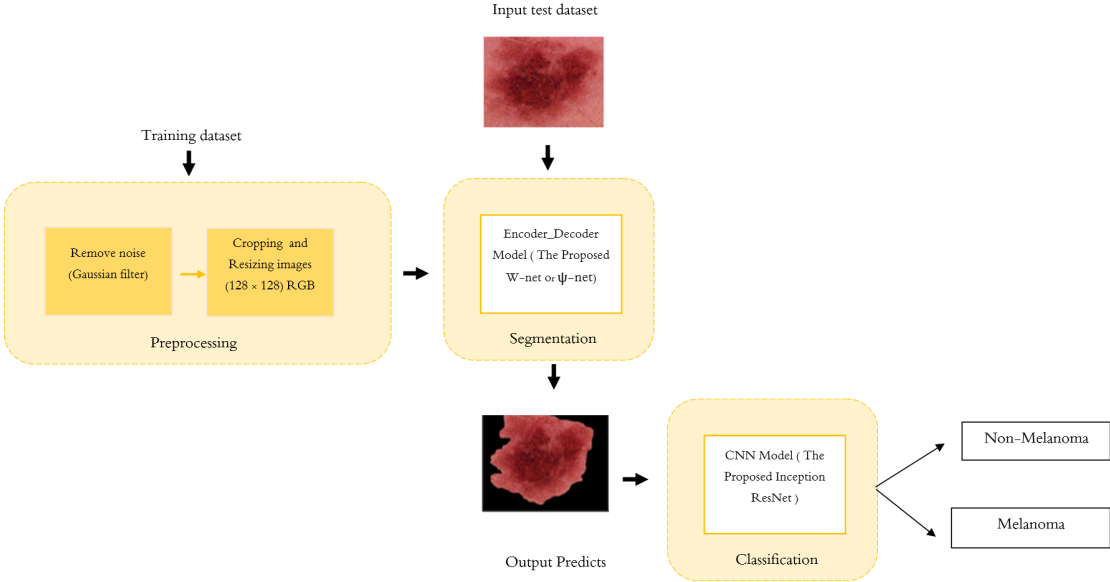 Input test dataset
Training dataset
Remove noise
(Gaussian filter)
Cropping and
Resizing images
(128 × 128) RGB
Preprocessing
Encoder_Decoder
Model ( The Proposed
W-net or ψ-net)
Segmentation
Output Predicts
CNN Model ( The
Proposed Inception
ResNet )
Classification
Non-Melanoma
Melanoma